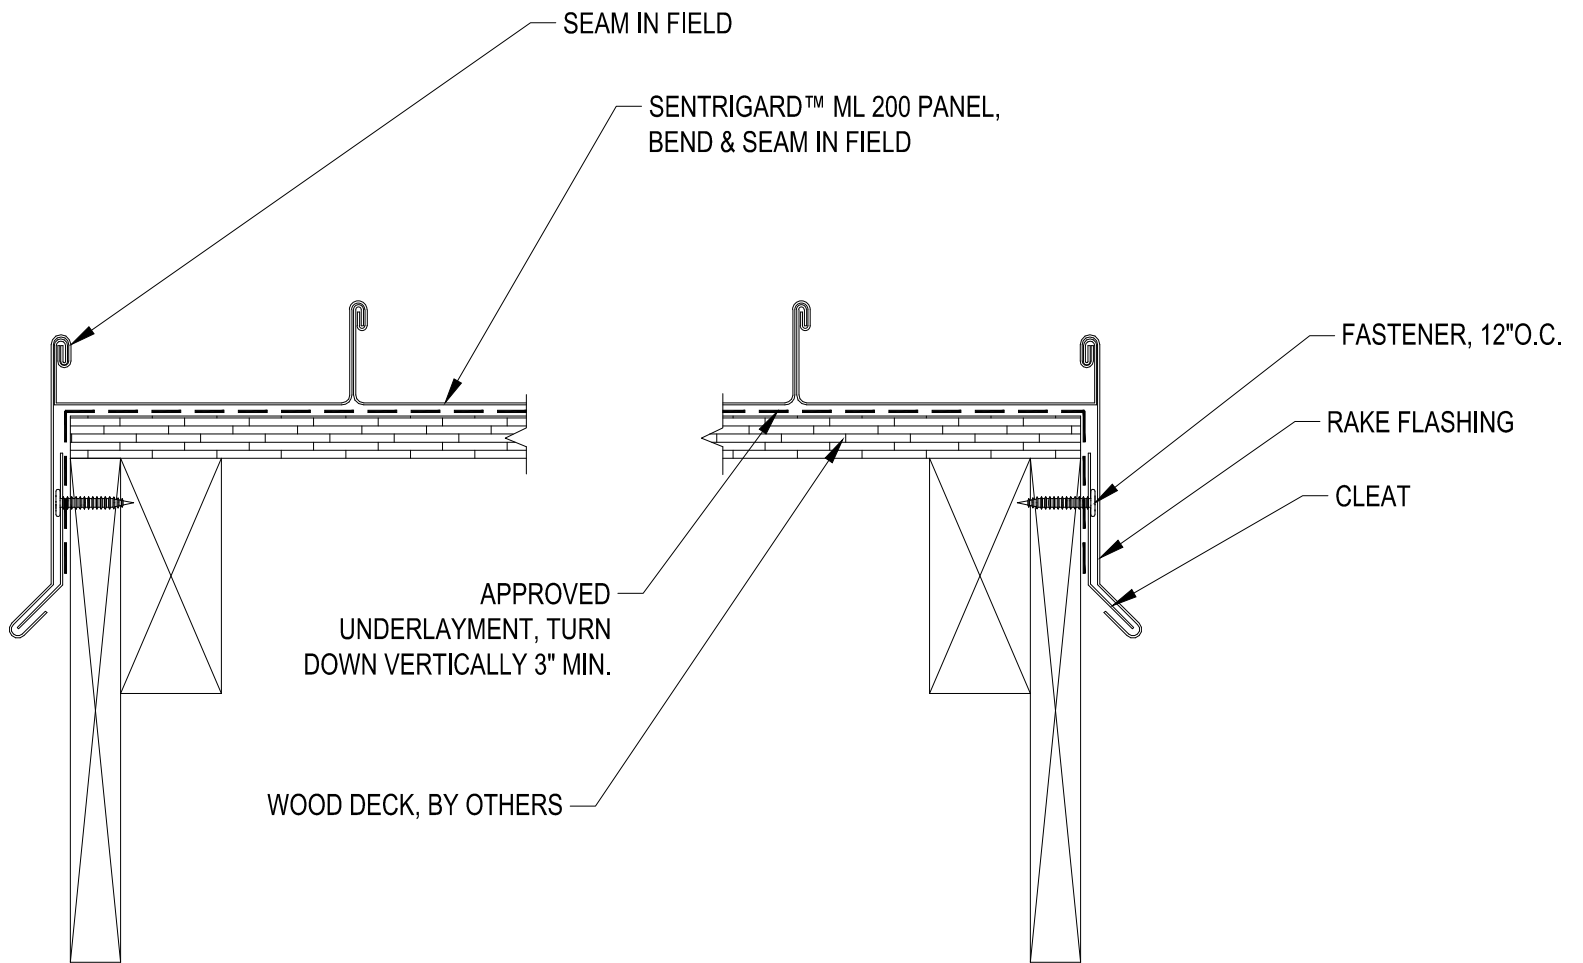 SEAM IN FIELD
SENTRIGARD™ ML 200 PANEL,
BEND & SEAM IN FIELD
FASTENER, 12"O.C.
RAKE FLASHING
CLEAT
APPROVED
UNDERLAYMENT, TURN
DOWN VERTICALLY 3" MIN.
WOOD DECK, BY OTHERS